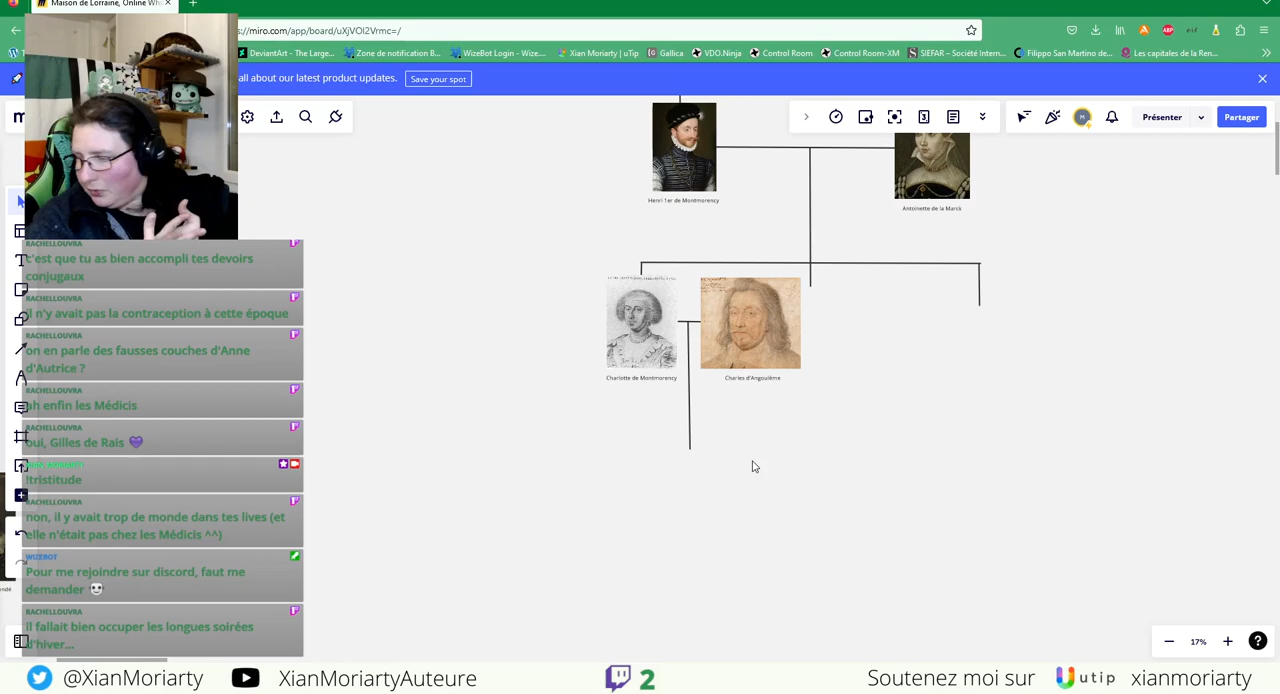 Maison de Lorraine, Online Whi
s://miro.com/app/board/uXjVOl2Vrmc=/
DeviantArt - The Large...
Zone de notification B...
WizeBot Login - Wize...
Xian Moriarty | uTip
Gallica
VDO.Ninja
Control Room
Control Room-XM
SIEFAR – Société Intern...
Filippo San Martino de...
Les capitales de la Ren...
all about our latest product updates.
Save your spot
Présenter
Partager
Henri 1er de Montmorency
Antoinette de la Marck
Charlotte de Montmorency
Charles d'Angoulême
RACHELLOUVRA
c'est que tu as bien accompli tes devoirs
conjugaux
RACHELLOUVRA
il n'y avait pas la contraception à cette époque
RACHELLOUVRA
on en parle des fausses couches d'Anne
d'Autrice ?
RACHELLOUVRA
ah enfin les Médicis
RACHELLOUVRA
oui, Gilles de Rais 💜
!tristitude
RACHELLOUVRA
non, il y avait trop de monde dans tes lives (et
elle n'était pas chez les Médicis ^^)
WIZEBOT
Pour me rejoindre sur discord, faut me
demander
RACHELLOUVRA
il fallait bien occuper les longues soirées
d'hiver...
17%
@XianMoriarty
XianMoriartyAuteure
2
Soutenez moi sur
utip
xianmoriarty